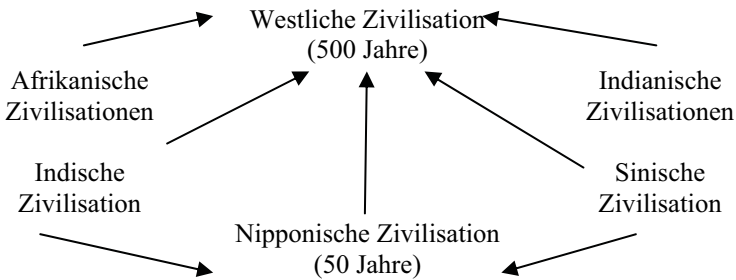 Westliche Zivilisation
(500 Jahre)
Afrikanische
Zivilisationen
Indianische
Zivilisationen
Indische
Zivilisation
Sinische
Zivilisation
Nipponische Zivilisation
(50 Jahre)